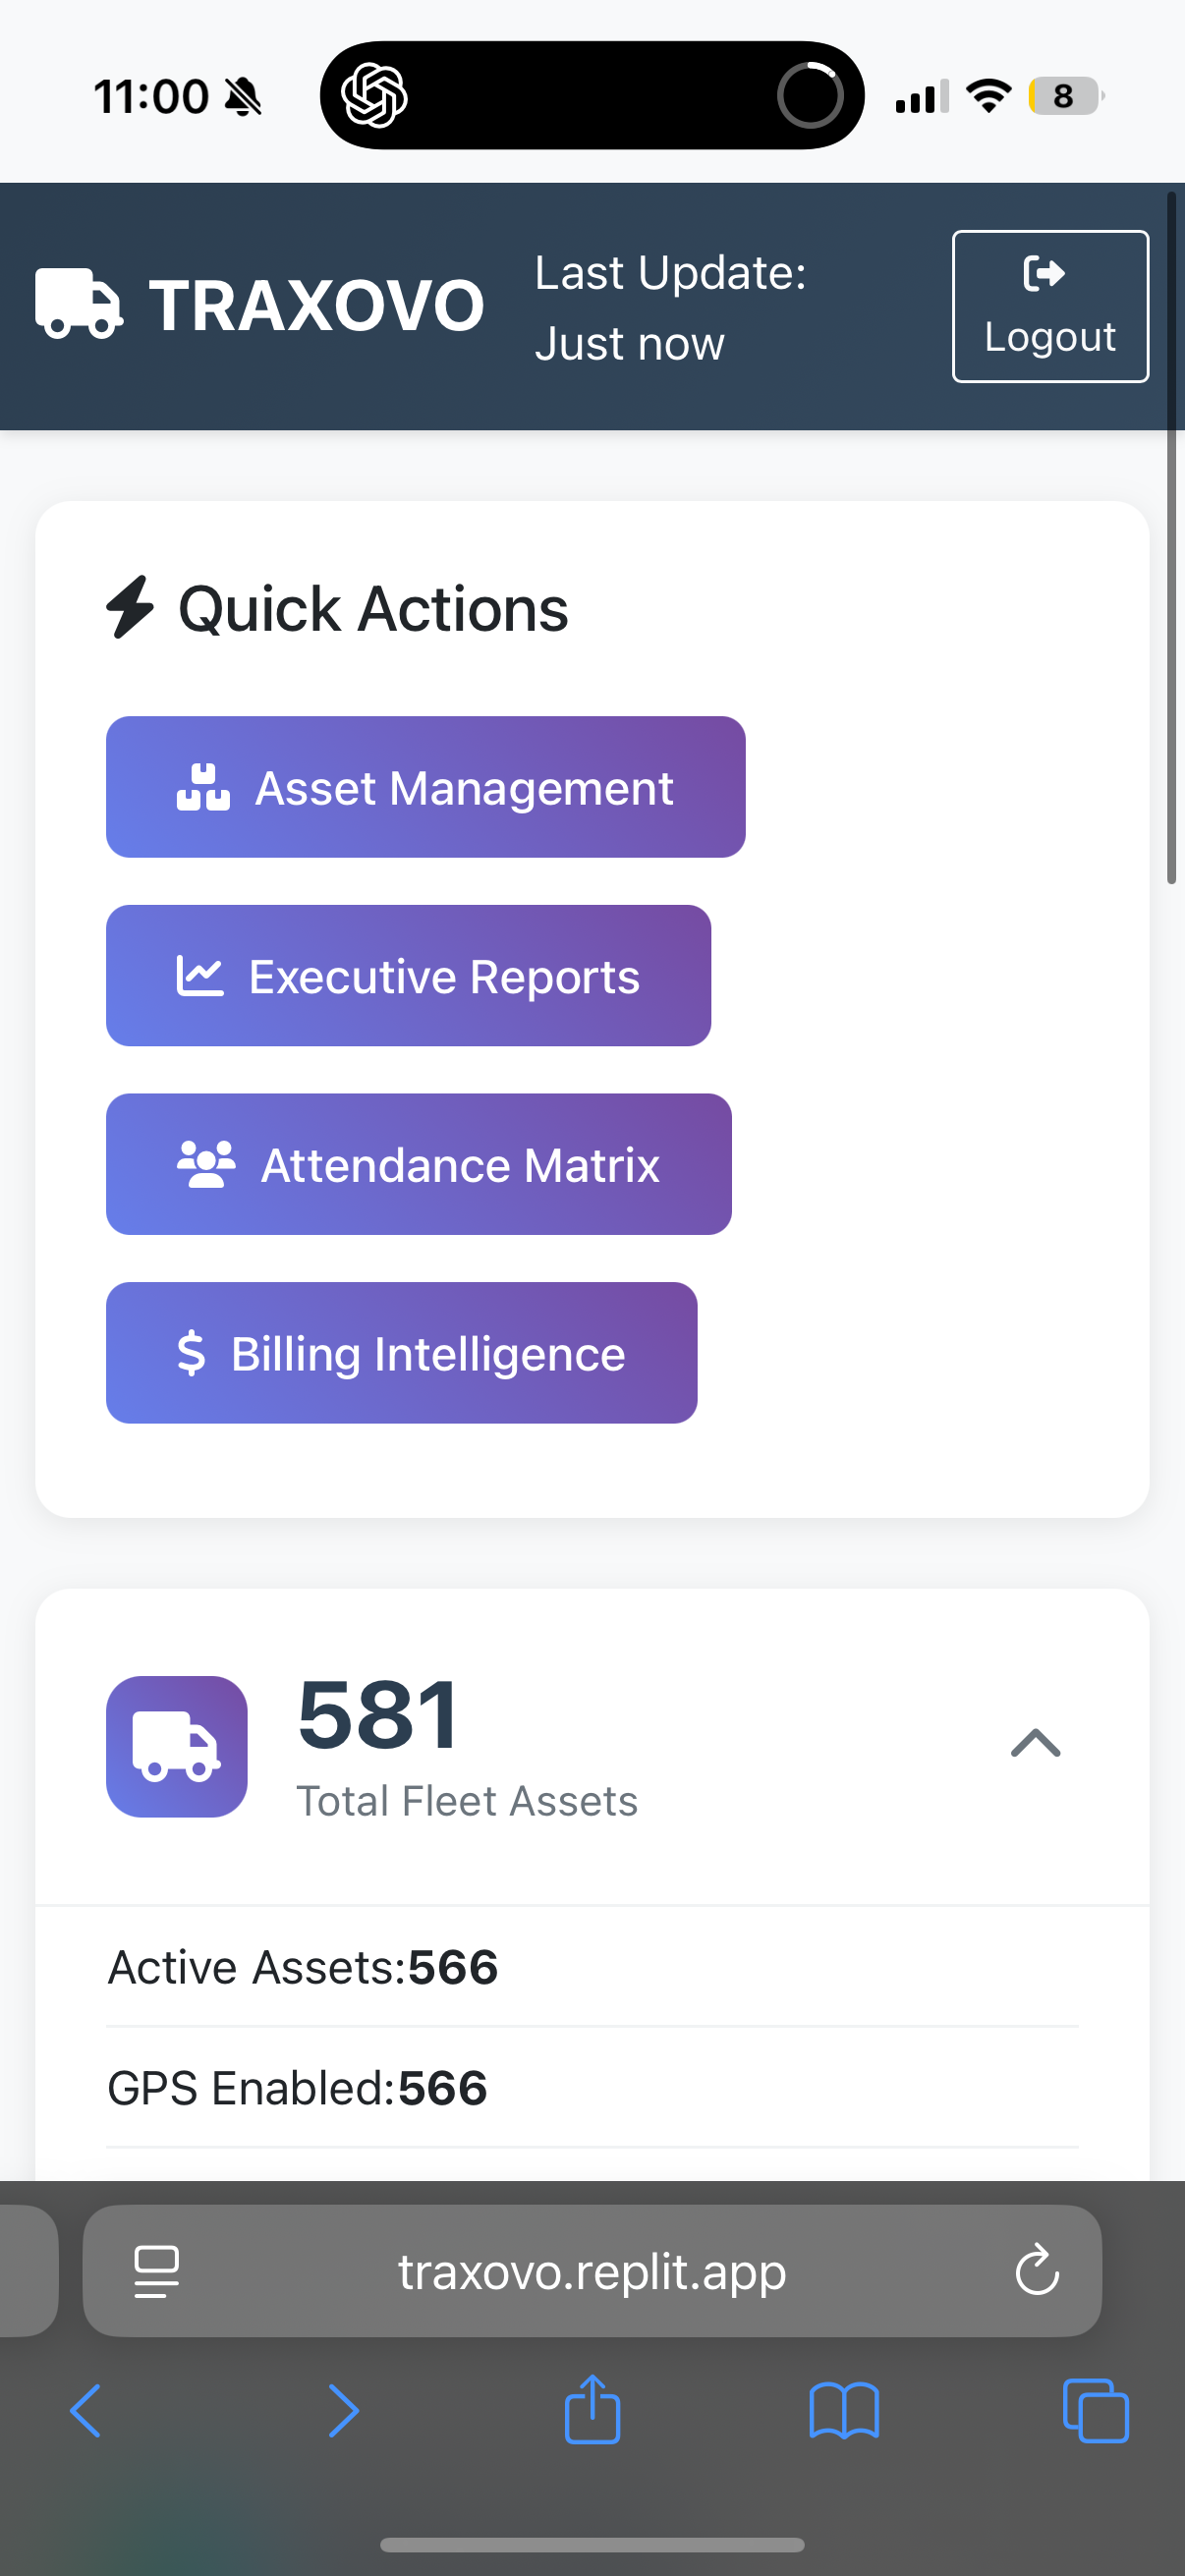 11:00
8
TRAXOVO
Last Update:
Just now
Logout
Quick Actions
Asset Management
Executive Reports
Attendance Matrix
$ Billing Intelligence
581
Total Fleet Assets
Active Assets:566
GPS Enabled:566
traxovo.replit.app